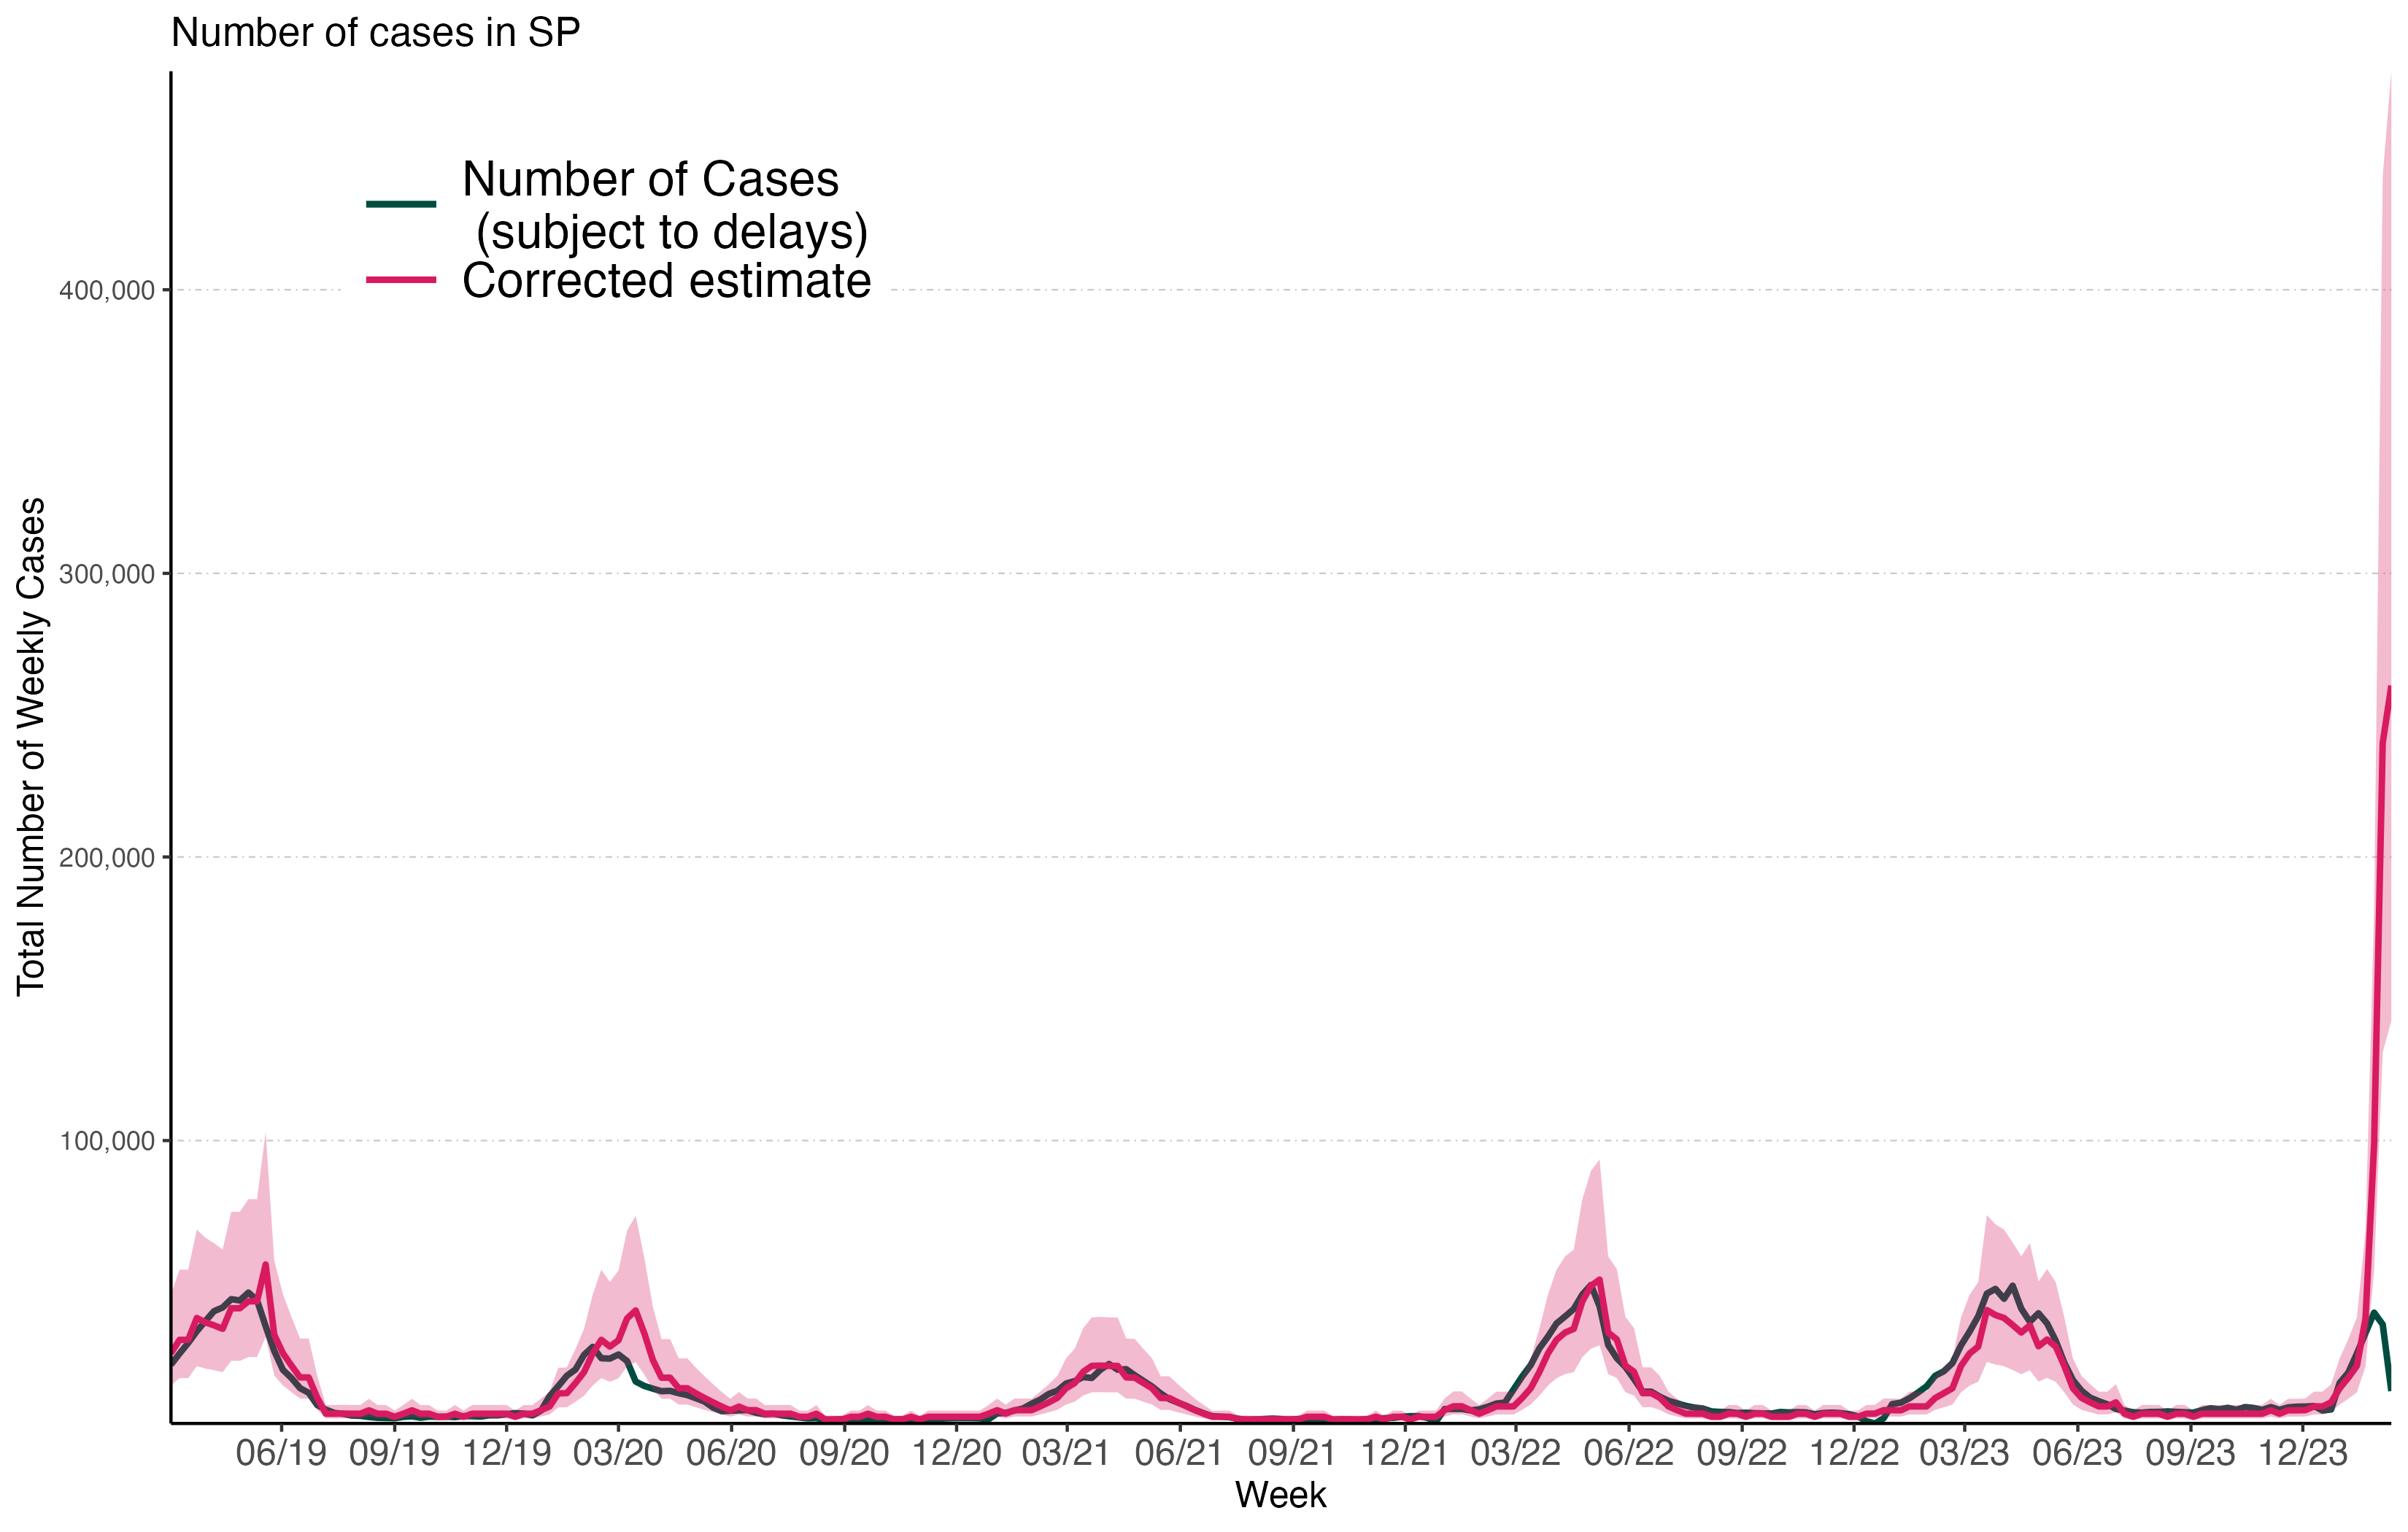 Number of cases in SP
Number of Cases
(subject to delays)
Corrected estimate
400,000
300,000
200,000
100,000
Total Number of Weekly Cases
06/19 09/19 12/19 03/20 06/20 09/20 12/20 03/21 06/21 09/21 12/21 03/22 06/22 09/22 12/22 03/23 06/23 09/23 12/23
Week